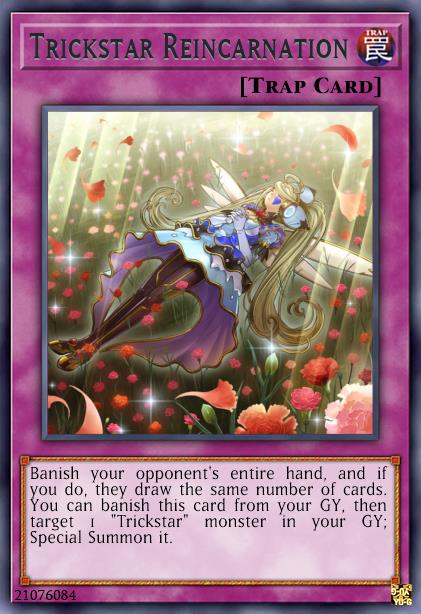 TRICKSTAR REINCARNATION
TRAP
罠
[TRAP CARD]
Banish your opponent's entire hand, and if
you do, they draw the same number of cards.
You can banish this card from your GY, then
target 1 "Trickstar" monster in your GY;
Special Summon it.
21076084